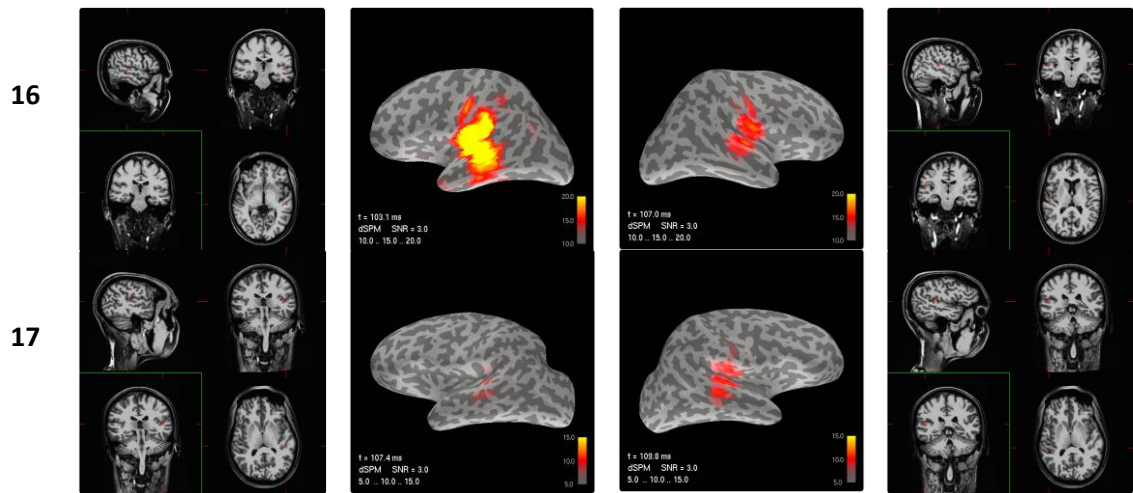 16
t = 103.1 ms
dSPM SNR = 3.0
10.0 .. 15.0 .. 20.0
20.0
15.0
10.0
t = 107.0 ms
dSPM SNR = 3.0
10.0 .. 15.0 .. 20.0
20.0
15.0
10.0
17
t = 107.4 ms
dSPM SNR = 3.0
5.0 .. 10.0 .. 15.0
15.0
10.0
5.0
t = 109.8 ms
dSPM SNR = 3.0
5.0 .. 10.0 .. 15.0
15.0
10.0
5.0